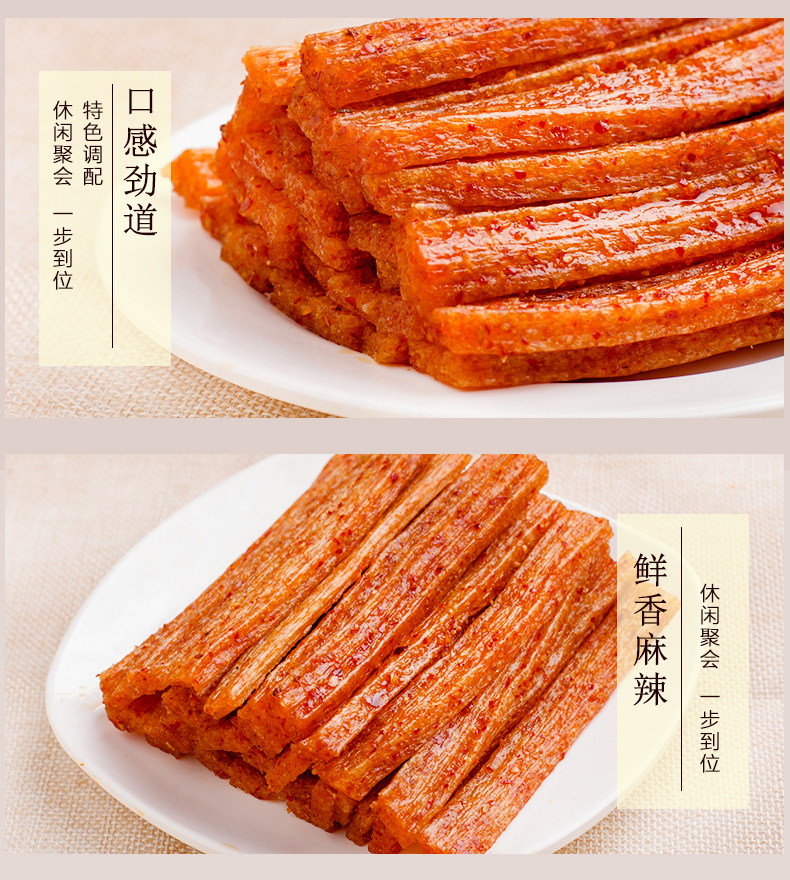 口感劲道
特色调配
休闲聚会 一步到位
鲜香麻辣
休闲聚会 一步到位